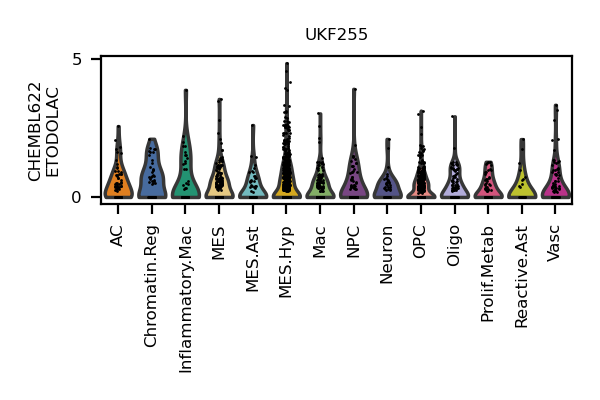 UKF255
CHEMBL622
ETODOLAC
5
0
AC
Chromatin.Reg
Inflammatory.Mac
MES
MES.Ast
MES.Hyp
Mac
NPC
Neuron
OPC
Oligo
Prolif.Metab
Reactive.Ast
Vasc